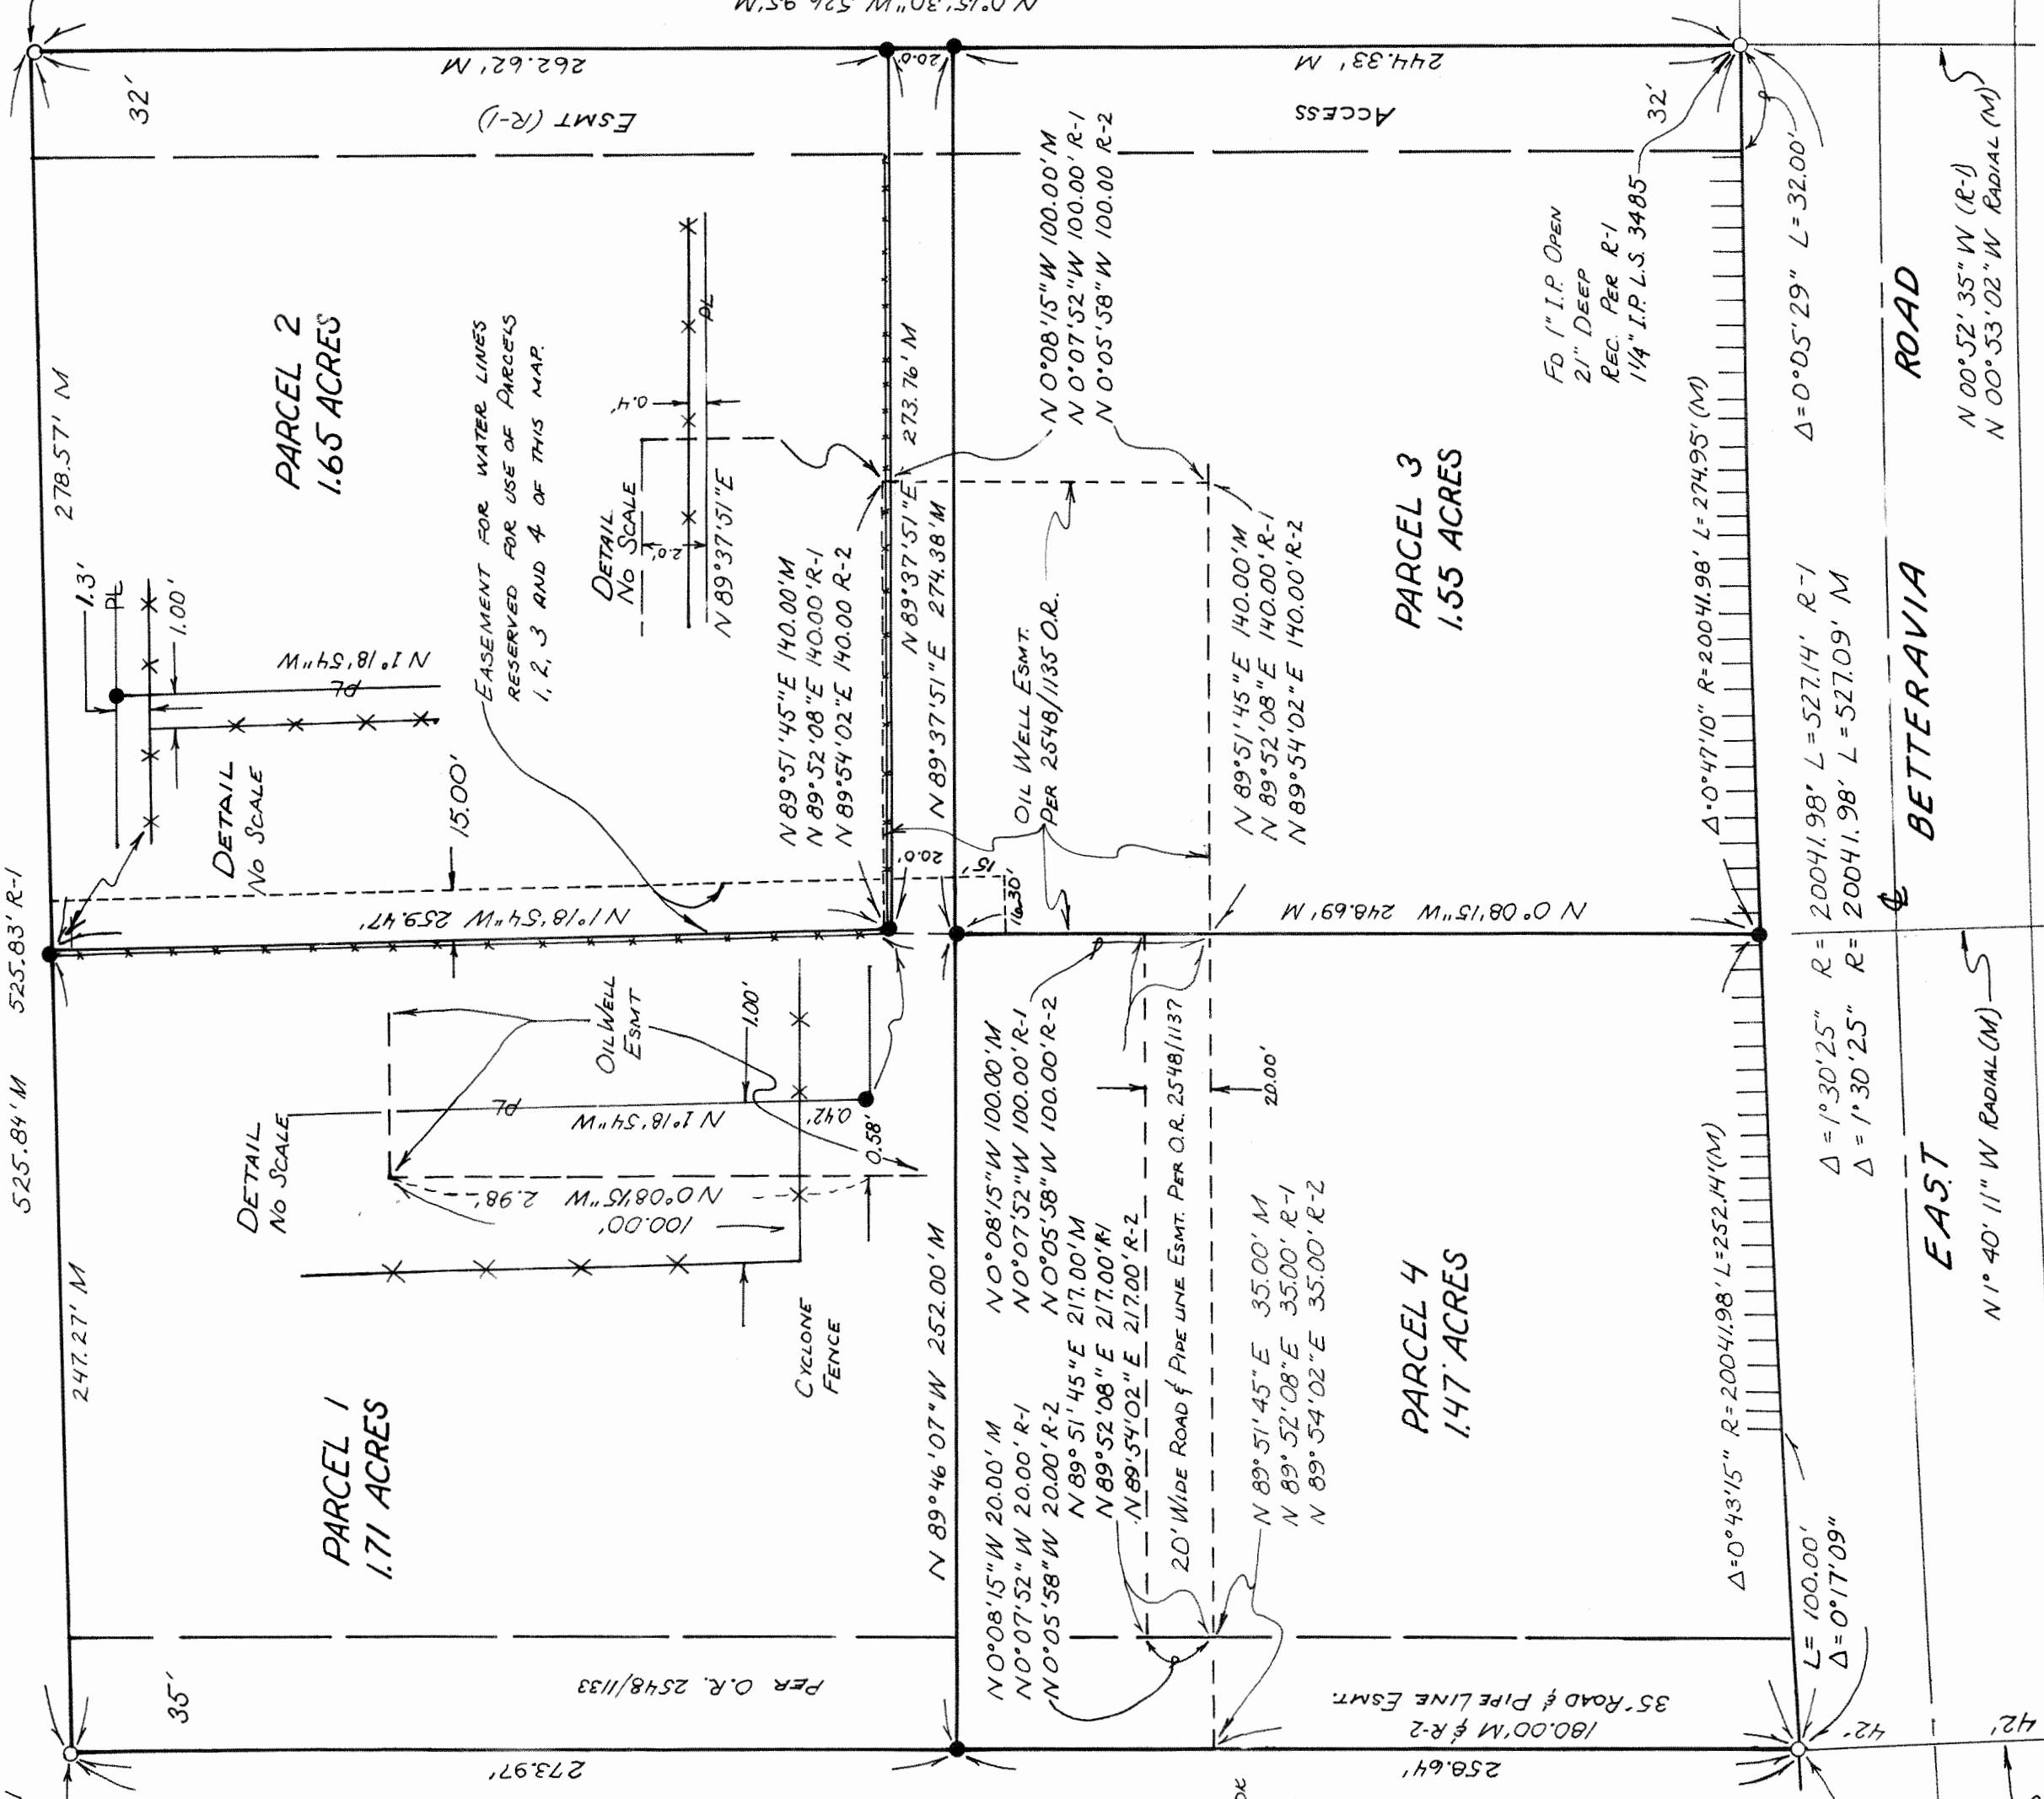 N 0°15'30"W 526.95'M
262.62' M
20.0'
244.33' M
32'
ESMT (R-1)
ACCESS
32'
525.84' M 525.83' R-1
278.57' M
247.27' M
PARCEL 2
1.65 ACRES
1.3'
PL
1.00'
N 1°18'54"W
PL
DETAIL
NO SCALE
15.00'
EASEMENT FOR WATER LINES
RESERVED FOR USE OF PARCELS
1, 2, 3 AND 4 OF THIS MAP.
DETAIL
NO SCALE
0.4'
2.0'
PL
N 89°37'51"E
N 89°51'45"E 140.00'M
N 89°52'08"E 140.00'R-1
N 89°54'02"E 140.00 R-2
N 89°37'51"E 273.76' M
N 89°37'51"E 274.38'M
N 0°08'15"W 100.00'M
N 0°07'52"W 100.00' R-1
N 0°05'58"W 100.00 R-2
N 1°18'54"W 259.47'
20.0'
15'
16.30'
OIL WELL ESMT.
PER 2548/1135 O.R.
N 89°51'45"E 140.00'M
N 89°52'08"E 140.00'R-1
N 89°54'02"E 140.00'R-2
PARCEL 3
1.55 ACRES
FD 1" I.P. OPEN
21" DEEP
REC. PER R-1
1¼" I.P. L.S. 3485
N 0°08'15"W 248.69' M
Δ=0°47'10" R=20041.98' L=274.95'(M)
Δ=0°05'29" L=32.00'
PARCEL 1
1.71 ACRES
DETAIL
NO SCALE
OIL WELL
ESMT
1.00'
PL
N 1°18'54"W
0.42'
0.58'
N 0°08'15"W 2.98'
100.00'
CYCLONE
FENCE
35'
PER O.R. 2548/1133
273.97'
N 89°46'07"W 252.00'M
N 0°08'15"W 100.00'M
N 0°07'52"W 100.00'R-1
N 0°05'58"W 100.00'R-2
N 0°08'15"W 20.00' M
N 0°07'52"W 20.00' R-1
N 0°05'58"W 20.00' R-2
N 89°51'45"E 217.00'M
N 89°52'08"E 217.00'R-1
N 89°54'02"E 217.00'R-2
20' WIDE ROAD & PIPE LINE ESMT. PER O.R. 2548/1137
20.00'
N 89°51'45"E 35.00' M
N 89°52'08"E 35.00' R-1
N 89°54'02"E 35.00' R-2
PARCEL 4
1.47 ACRES
35' ROAD & PIPE LINE ESMT.
180.00'M & R-2
258.64'
Δ=0°43'15" R=20041.98' L=252.14'(M)
L=100.00'
Δ=0°17'09"
Δ=1°30'25" R=20041.98' L=527.14' R-1
Δ=1°30'25" R=20041.98' L=527.09' M
EAST BETTERAVIA ROAD
N 00°52'35"W (R-1)
N 00°53'02"W RADIAL (M)
N 1°40'11"W RADIAL(M)
42'
42'